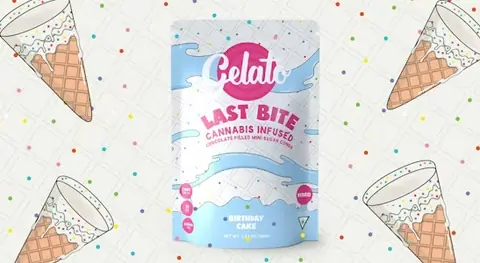 Gelato
LAST BITE
CANNABIS INFUSED
CHOCOLATE FILLED MINI SUGAR CONES
BIRTHDAY
CAKE